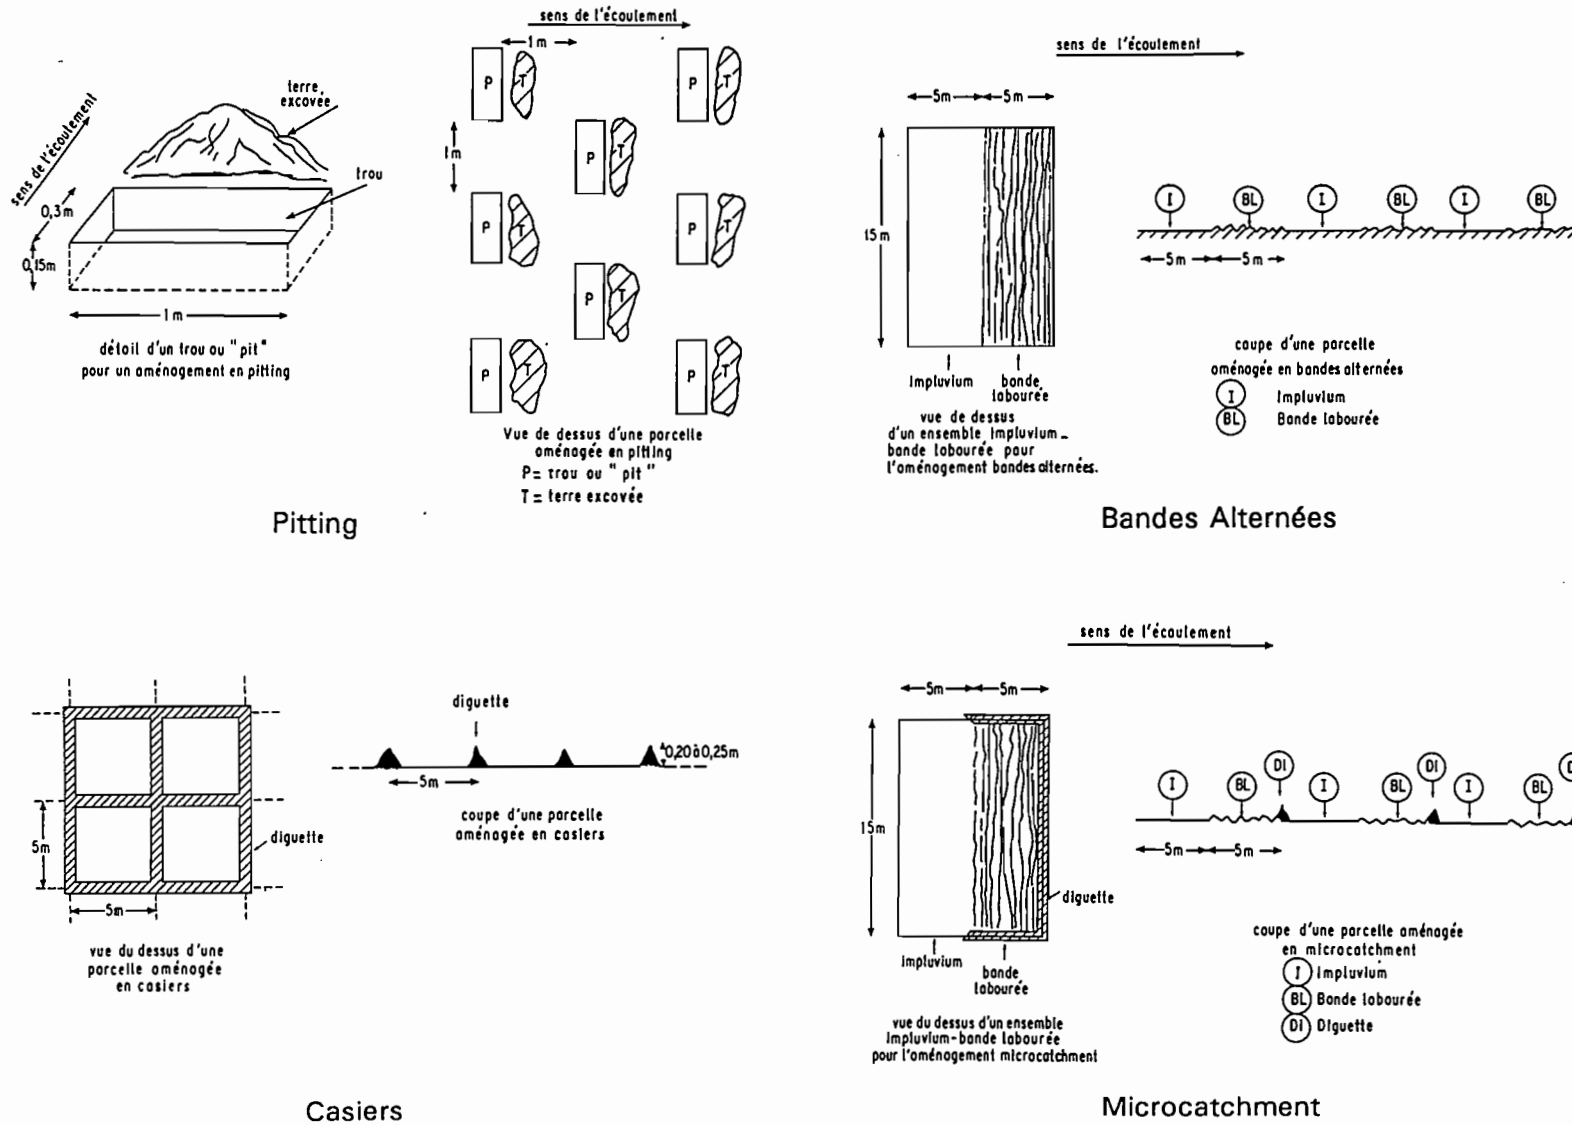 sens de l'écoulement
1m
terre,
excovée
sens de l'écoulement
trou
0,3m
0,15m
1m
détail d'un trou ou "pit"
pour un aménagement en pitting
1m
P T
P T
P T
P T
P T
P T
P T
P T
Vue de dessus d'une parcelle
aménagée en pitting
P= trou ou "pit"
T= terre excovée
Pitting
sens de l'écoulement
5m 5m
15m
Impluvium
bande
labourée
vue de dessus
d'un ensemble Impluvium-
bande labourée pour
l'aménagement bandes alternées.
I BL I BL I BL
5m 5m
coupe d'une parcelle
aménagée en bandes alternées
I Impluvium
BL Bande labourée
Bandes Alternées
5m
5m
diguette
vue du dessus d'une
parcelle aménagée
en casiers
diguette
0,20 à 0,25m
5m
coupe d'une parcelle
aménagée en casiers
Casiers
sens de l'écoulement
5m 5m
15m
diguette
Impluvium
bande
labourée
vue du dessus d'un ensemble
Impluvium-bande labourée
pour l'aménagement microcatchment
I BL DI I BL DI I BL D
5m 5m
coupe d'une parcelle aménagée
en microcatchment
I Impluvium
BL Bande labourée
DI Diguette
Microcatchment